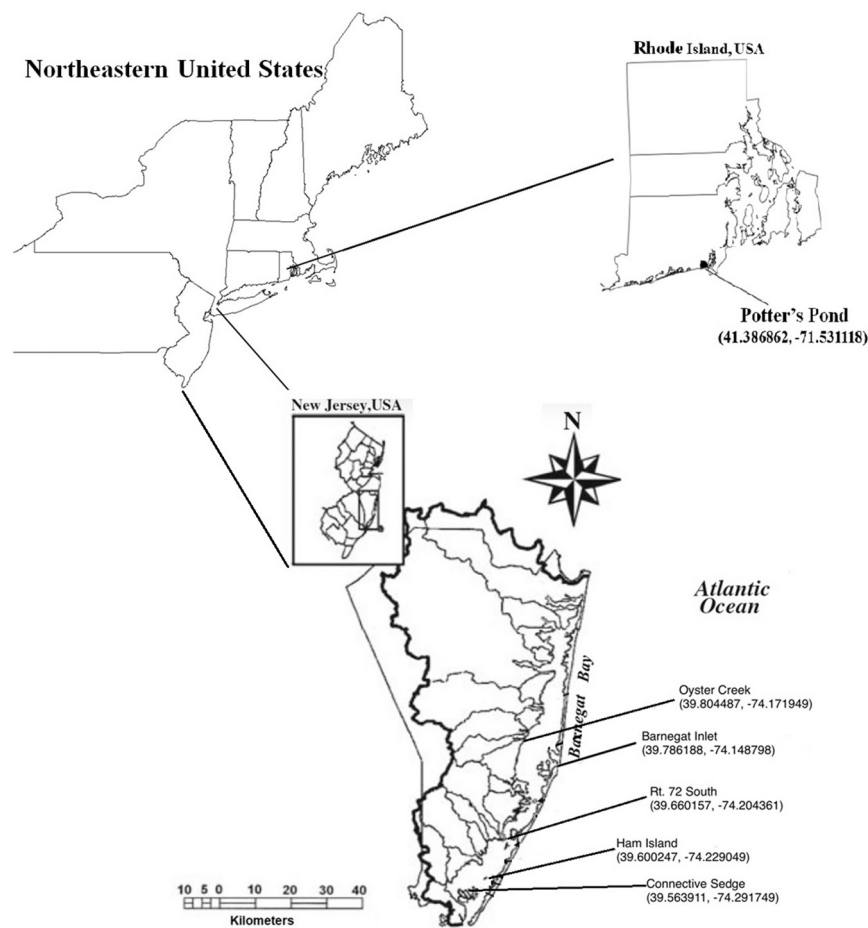 Northeastern United States
Rhode Island, USA
Potter's Pond
(41.386862, -71.531118)
New Jersey,USA
N
Atlantic
Ocean
Barnegat Bay
Oyster Creek
(39.804487, -74.171949)
Barnegat Inlet
(39.786188, -74.148798)
Rt. 72 South
(39.660157, -74.204361)
Ham Island
(39.600247, -74.229049)
Connective Sedge
(39.563911, -74.291749)
10 5 0 10 20 30 40
Kilometers